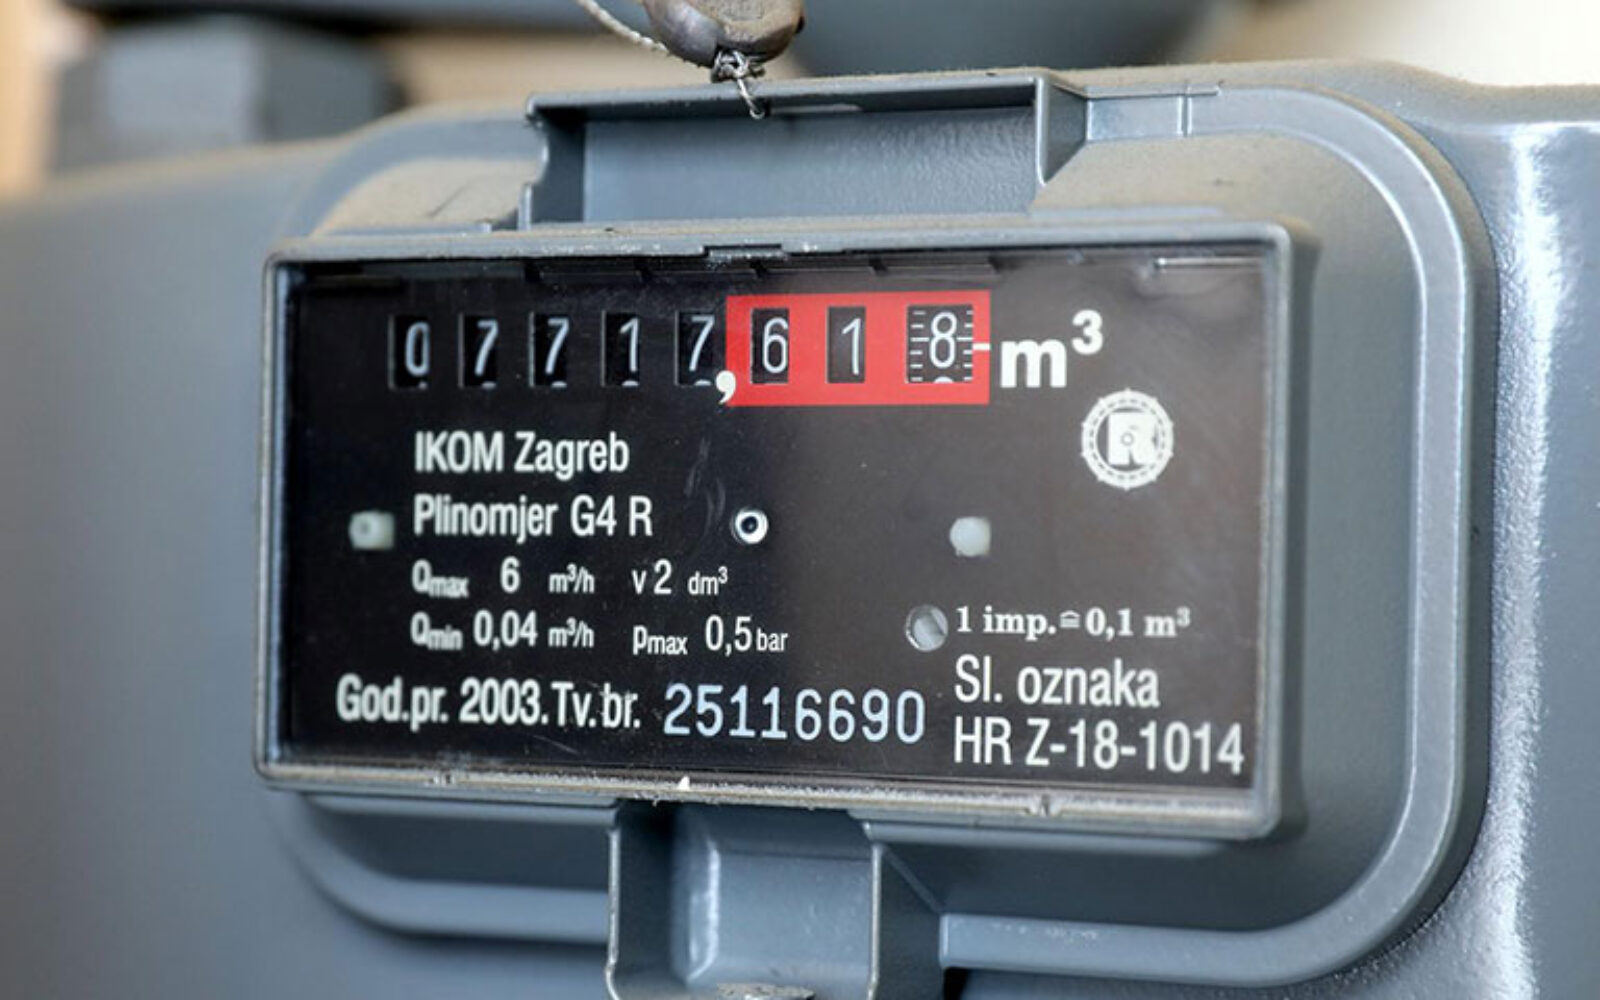 07717,618 m³
R
IKOM Zagreb
Plinomjer G4 R
Qmax 6 m³/h v 2 dm³
Qmin 0,04 m³/h pmax 0,5 bar
1 imp.≙0,1 m³
God.pr. 2003.Tv.br. 25116690
Sl. oznaka
HR Z-18-1014